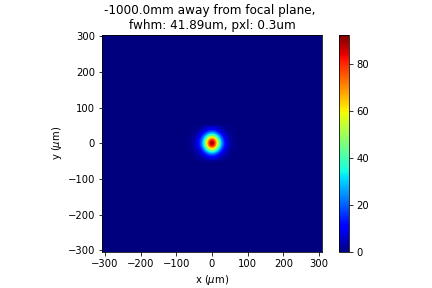 -1000.0mm away from focal plane,
fwhm: 41.89um, pxl: 0.3um
300
200
100
0
−100
−200
−300
y (μm)
−300 −200 −100 0 100 200 300
x (μm)
80
60
40
20
0